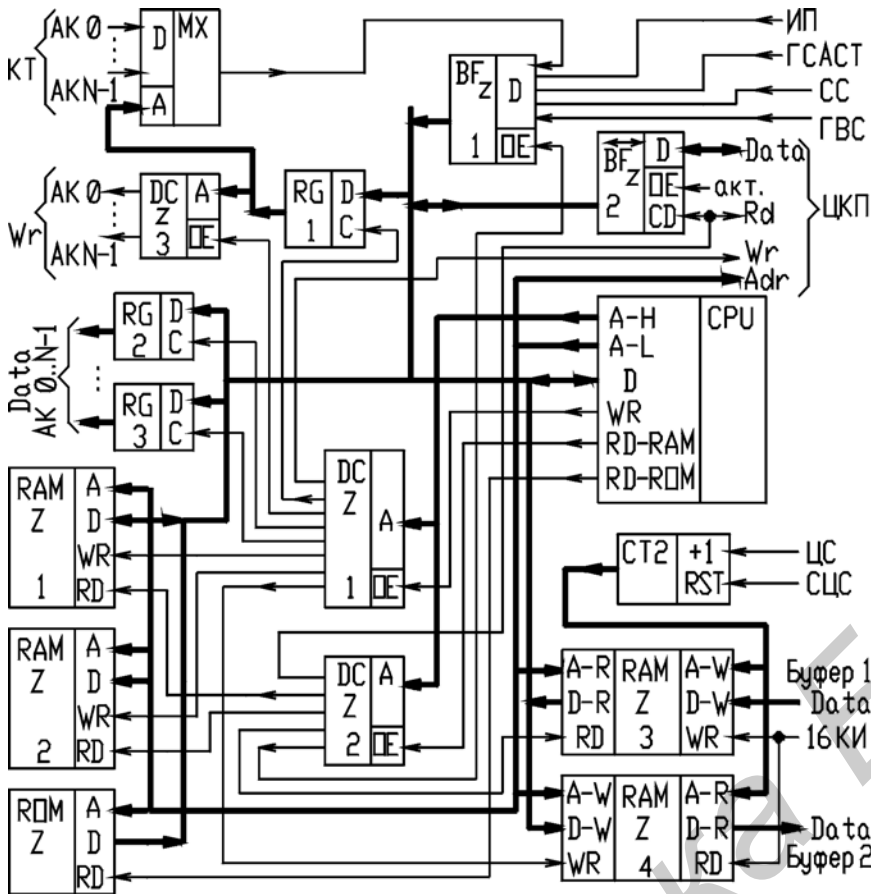 КТ
АК 0
АКN-1
D
MX
A
BF
Z
1
D
OE
ИП
ГСАСТ
СС
ГВС
BF
Z
2
D
OE
CD
Data
акт.
Rd
Wr
Adr
ЦКП
Wr
АК 0
АКN-1
DC
Z
3
A
OE
RG
1
D
C
Data
АК 0..N-1
RG
2
D
C
RG
3
D
C
A-H
A-L
D
WR
RD-RAM
RD-ROM
CPU
RAM
Z
1
A
D
WR
RD
DC
Z
1
A
OE
CT2
+1
RST
ЦС
СЦС
RAM
Z
2
A
D
WR
RD
DC
Z
2
A
OE
A-R
D-R
RD
RAM
Z
3
A-W
D-W
WR
Буфер 1
Data
16 КИ
ROM
Z
A
D
RD
A-W
D-W
WR
RAM
Z
4
A-R
D-R
RD
Data
Буфер 2